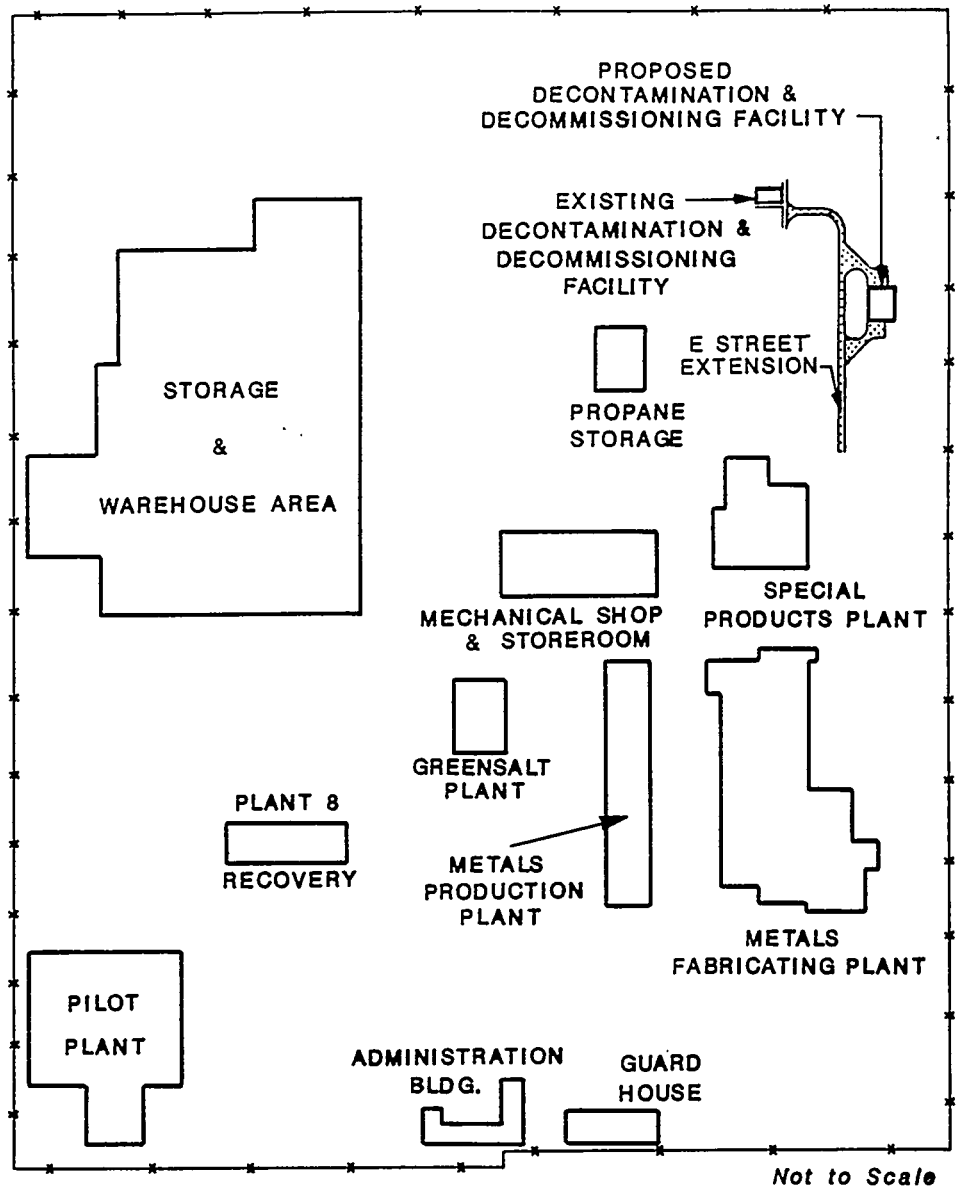 PROPOSED
DECONTAMINATION &
DECOMMISSIONING FACILITY
EXISTING
DECONTAMINATION &
DECOMMISSIONING
FACILITY
E STREET
EXTENSION
PROPANE
STORAGE
STORAGE
&
WAREHOUSE AREA
MECHANICAL SHOP
& STOREROOM
SPECIAL
PRODUCTS PLANT
GREENSALT
PLANT
PLANT 8
RECOVERY
METALS
PRODUCTION
PLANT
METALS
FABRICATING PLANT
PILOT
PLANT
ADMINISTRATION
BLDG.
GUARD
HOUSE
Not to Scale